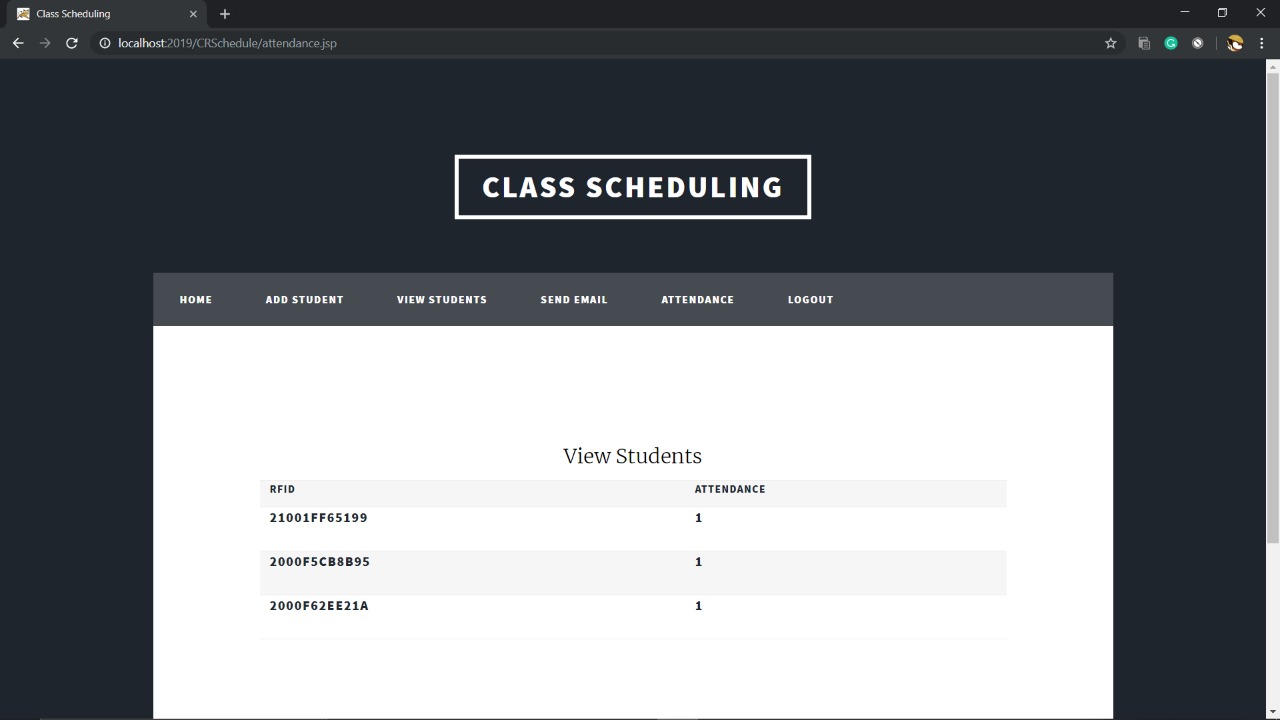 Class Scheduling
localhost:2019/CRSchedule/attendance.jsp
CLASS SCHEDULING
HOME ADD STUDENT VIEW STUDENTS SEND EMAIL ATTENDANCE LOGOUT
View Students
RFID ATTENDANCE
21001FF65199 1
2000F5CB8B95 1
2000F62EE21A 1